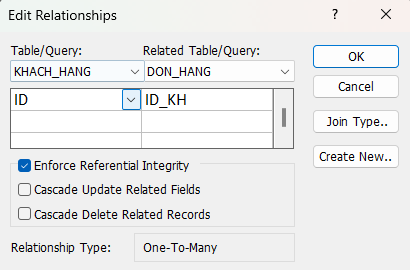 Edit Relationships
Table/Query: Related Table/Query:
KHACH_HANG DON_HANG
OK
Cancel
ID ID_KH
Join Type..
Create New..
Enforce Referential Integrity
Cascade Update Related Fields
Cascade Delete Related Records
Relationship Type: One-To-Many